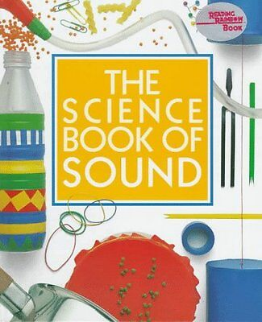 READING
RAINBOW
Book
THE
SCIENCE
BOOK OF
SOUND